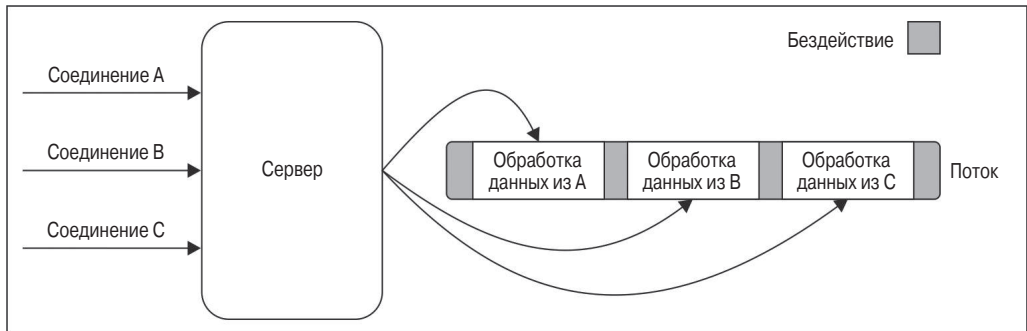 Бездействие
Соединение A
Соединение B
Соединение C
Сервер
Обработка
данных из A
Обработка
данных из B
Обработка
данных из C
Поток